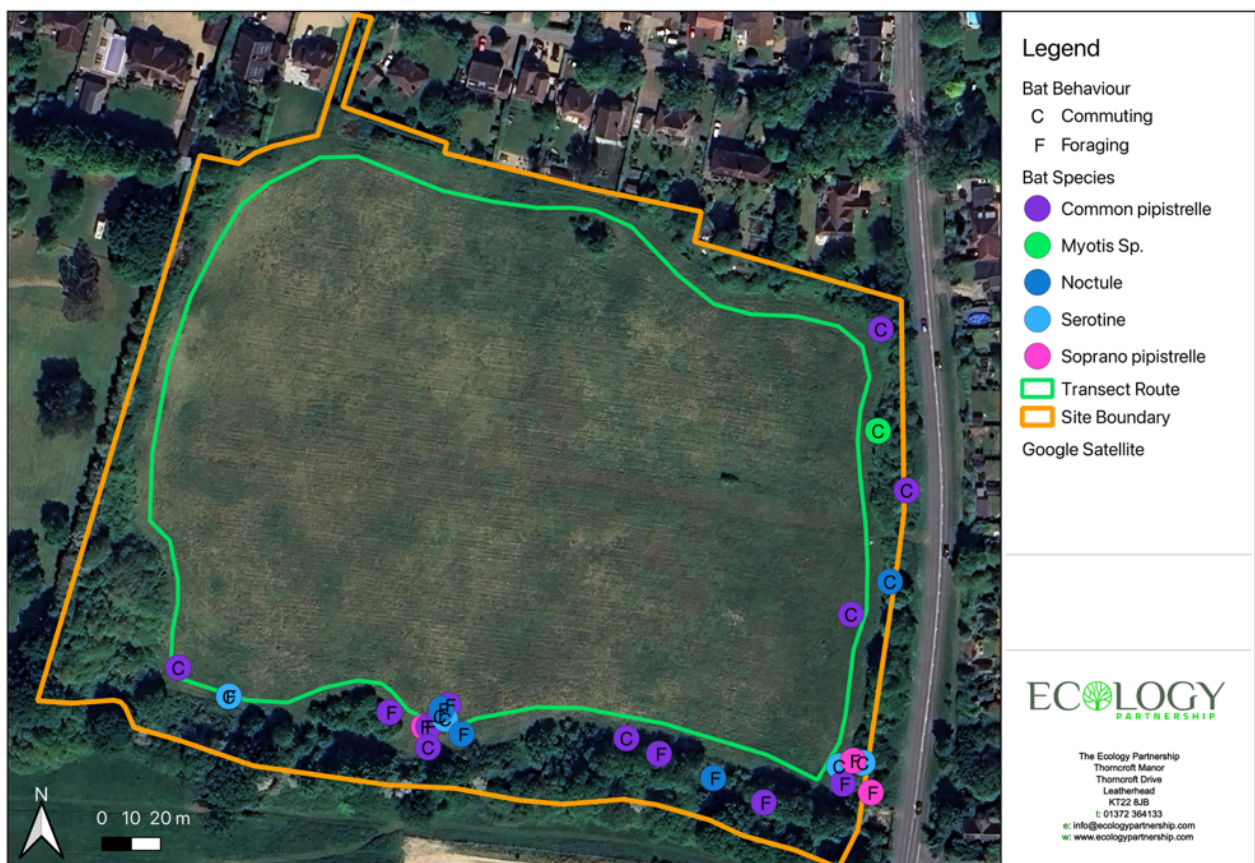 Legend
Bat Behaviour
C Commuting
F Foraging
Bat Species
Common pipistrelle
Myotis Sp.
Noctule
Serotine
Soprano pipistrelle
Transect Route
Site Boundary
Google Satellite
C
C
C
C
C
C
C F
F
F
F
F
C
C
F
C
C
F
F
F
C
F
C
F
F
N
0 10 20 m
ECOLOGY
PARTNERSHIP
The Ecology Partnership
Thorncroft Manor
Thorncroft Drive
Leatherhead
KT22 8JB
t: 01372 364133
e: info@ecologypartnership.com
w: www.ecologypartnership.com